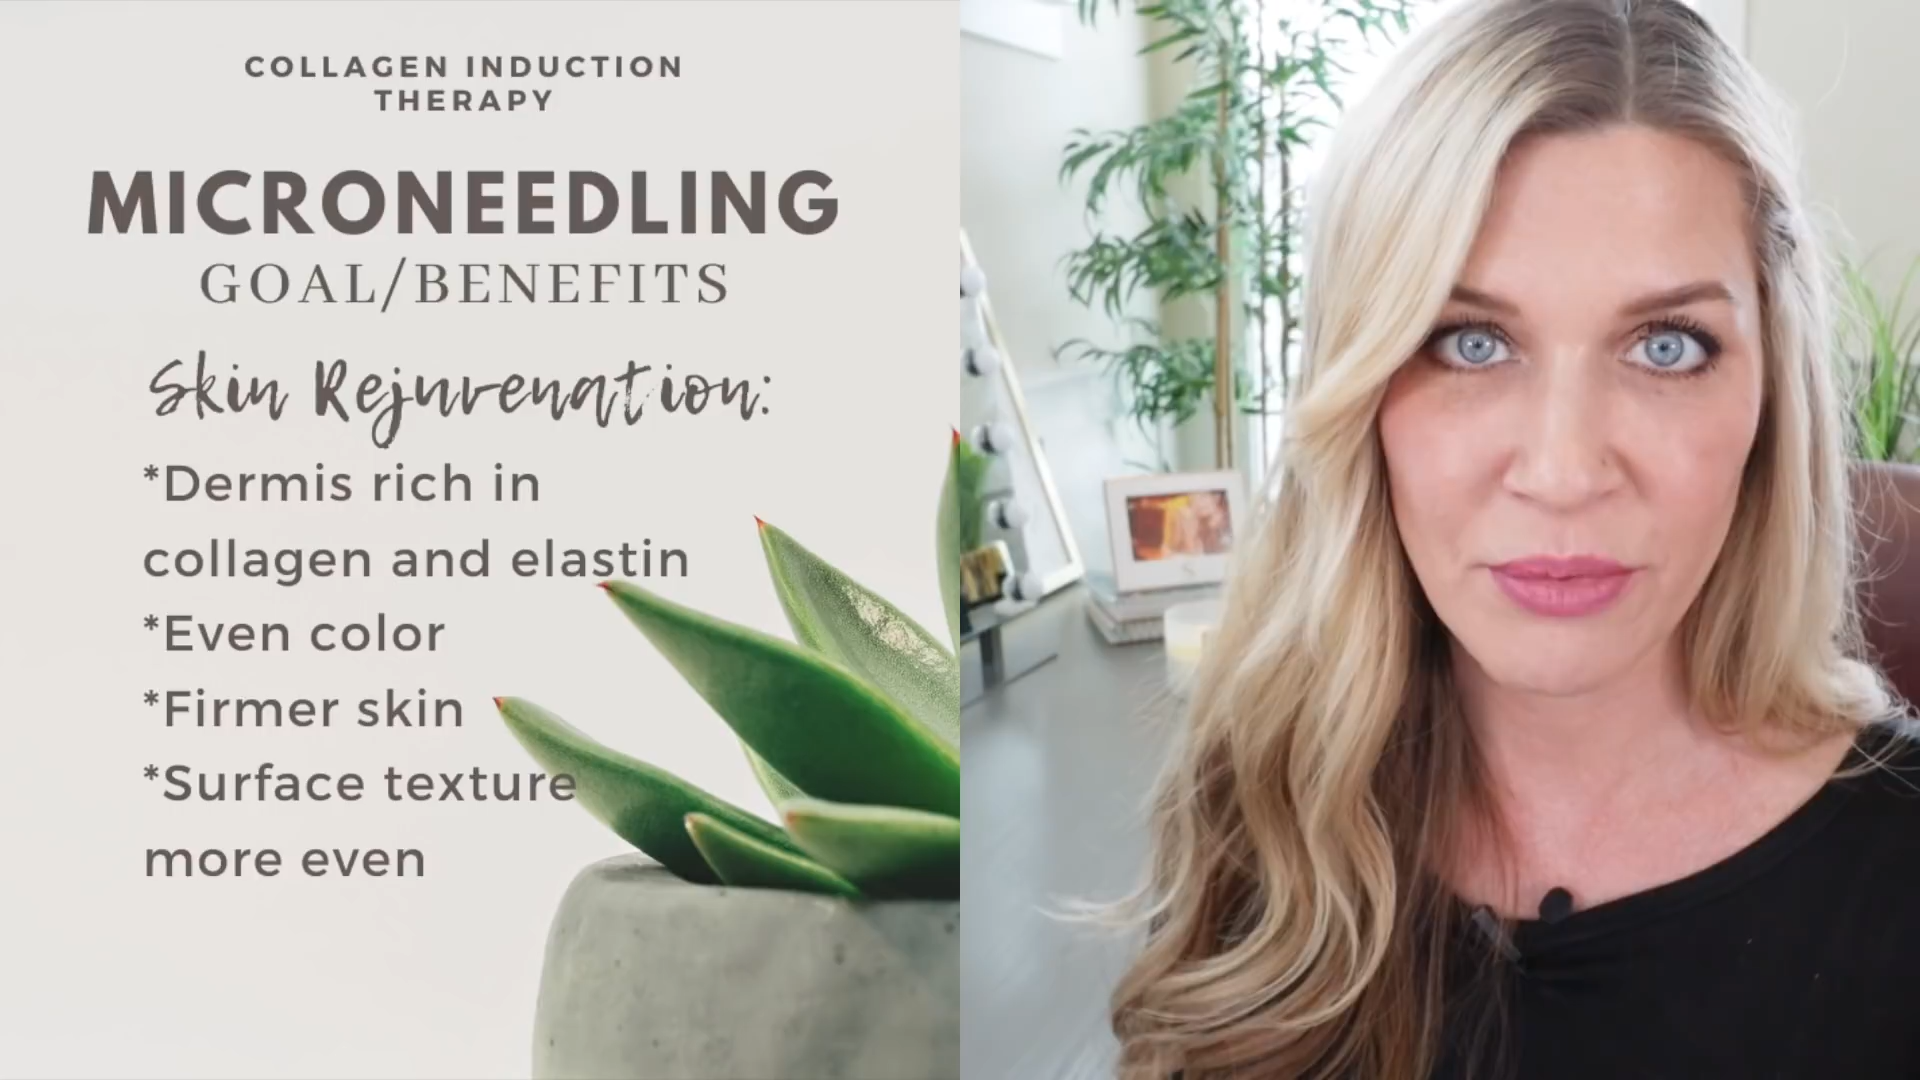 COLLAGEN INDUCTION
THERAPY
MICRONEEDLING
GOAL/BENEFITS
Skin Rejuvenation:
*Dermis rich in
collagen and elastin
*Even color
*Firmer skin
*Surface texture
more even